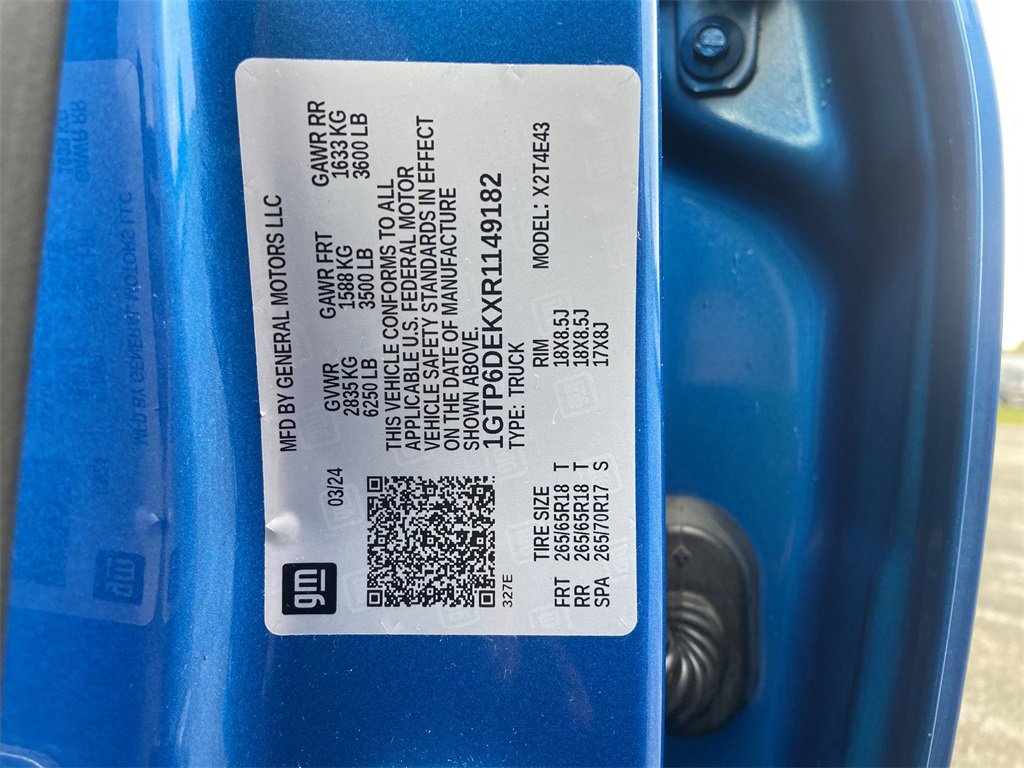 gm
03/24
MFD BY GENERAL MOTORS LLC
GVWR GAWR FRT GAWR RR
2835 KG 1588 KG 1633 KG
6250 LB 3500 LB 3600 LB
THIS VEHICLE CONFORMS TO ALL
APPLICABLE U.S. FEDERAL MOTOR
VEHICLE SAFETY STANDARDS IN EFFECT
ON THE DATE OF MANUFACTURE
SHOWN ABOVE.
1GTP6DEKXR1149182
327E
TYPE: TRUCK
TIRE SIZE RIM MODEL: X2T4E43
FRT 265/65R18 T 18X8.5J
RR 265/65R18 T 18X8.5J
SPA 265/70R17 S 17X8J